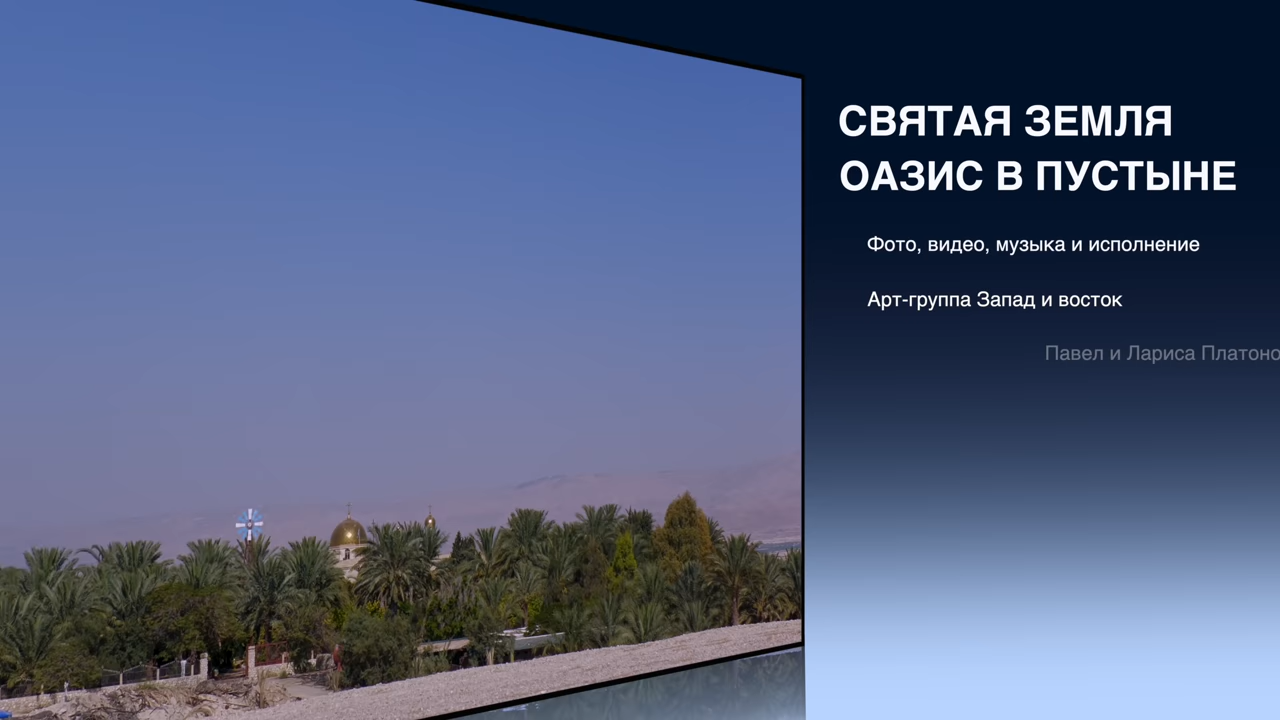 СВЯТАЯ ЗЕМЛЯ
ОАЗИС В ПУСТЫНЕ
Фото, видео, музыка и исполнение
Арт-группа Запад и восток
Павел и Лариса Платоно